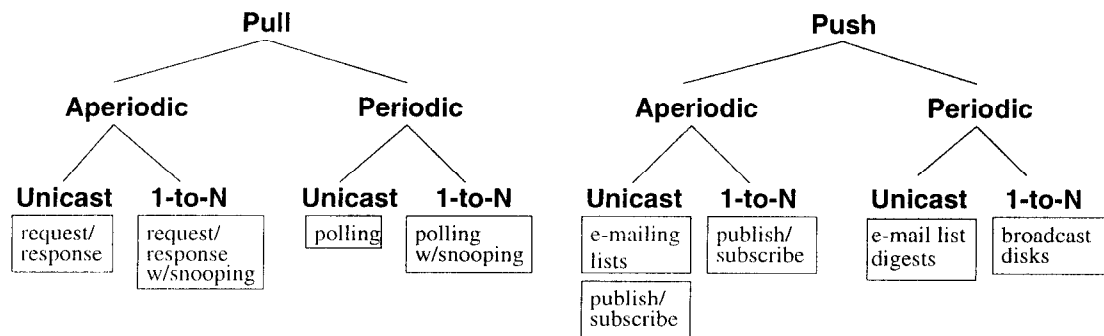 Pull
Push
Aperiodic
Periodic
Aperiodic
Periodic
Unicast
1-to-N
Unicast
1-to-N
Unicast
1-to-N
Unicast
1-to-N
request/
response
request/
response
w/snooping
polling
polling
w/snooping
e-mailing
lists
publish/
subscribe
publish/
subscribe
e-mail list
digests
broadcast
disks